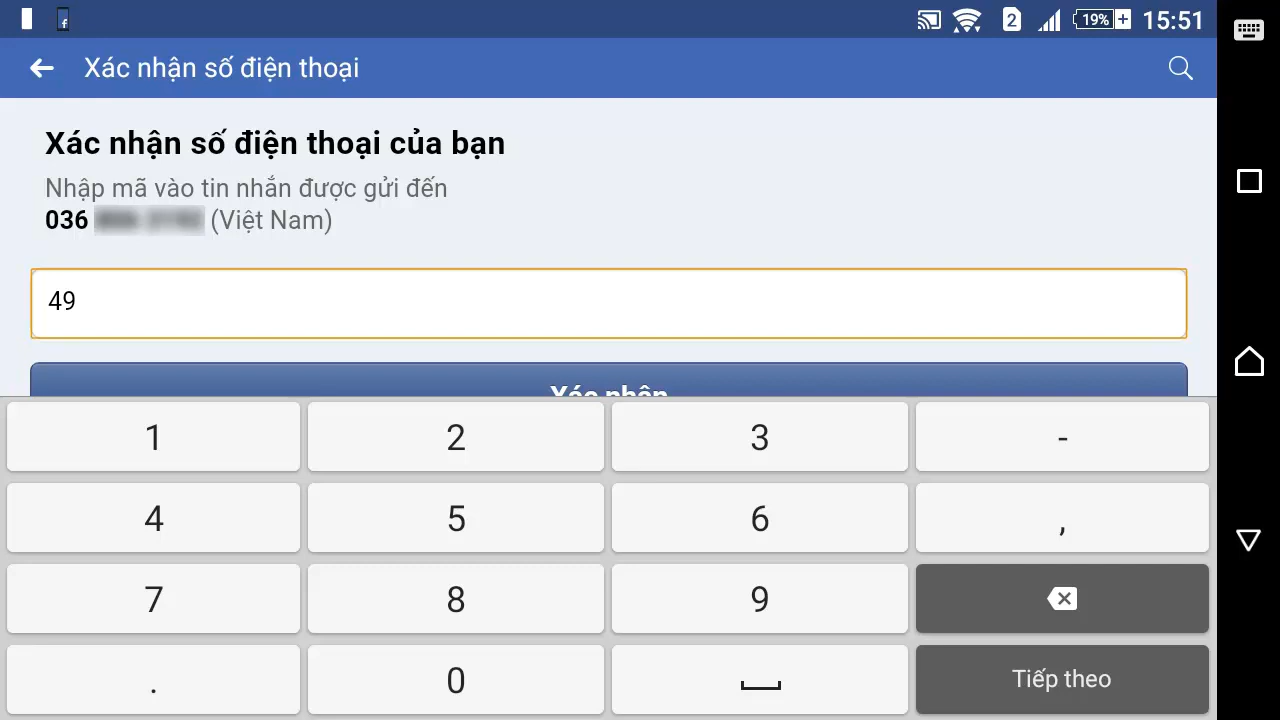 2 19% 15:51
Xác nhận số điện thoại
Xác nhận số điện thoại của bạn
Nhập mã vào tin nhắn được gửi đến
036 (Việt Nam)
49
Xác nhận
1 2 3 -
4 5 6 ,
7 8 9
. 0
Tiếp theo